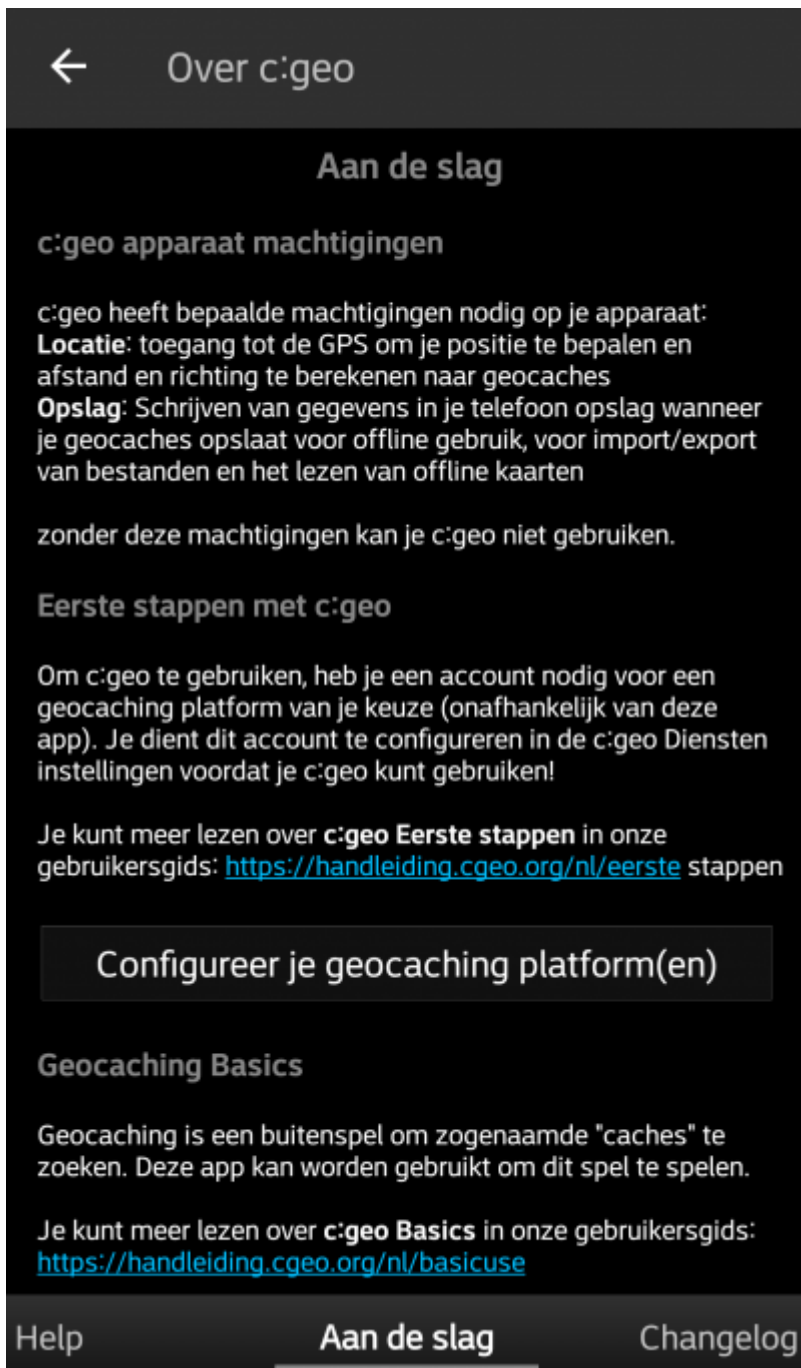 Over c:geo
Aan de slag
c:geo apparaat machtigingen
c:geo heeft bepaalde machtigingen nodig op je apparaat:
Locatie: toegang tot de GPS om je positie te bepalen en
afstand en richting te berekenen naar geocaches
Opslag: Schrijven van gegevens in je telefoon opslag wanneer
je geocaches opslaat voor offline gebruik, voor import/export
van bestanden en het lezen van offline kaarten
zonder deze machtigingen kan je c:geo niet gebruiken.
Eerste stappen met c:geo
Om c:geo te gebruiken, heb je een account nodig voor een
geocaching platform van je keuze (onafhankelijk van deze
app). Je dient dit account te configureren in de c:geo Diensten
instellingen voordat je c:geo kunt gebruiken!
Je kunt meer lezen over c:geo Eerste stappen in onze
gebruikersgids: https://handleiding.cgeo.org/nl/eerste stappen
Configureer je geocaching platform(en)
Geocaching Basics
Geocaching is een buitenspel om zogenaamde "caches" te
zoeken. Deze app kan worden gebruikt om dit spel te spelen.
Je kunt meer lezen over c:geo Basics in onze gebruikersgids:
https://handleiding.cgeo.org/nl/basicuse
Help Aan de slag Changelog